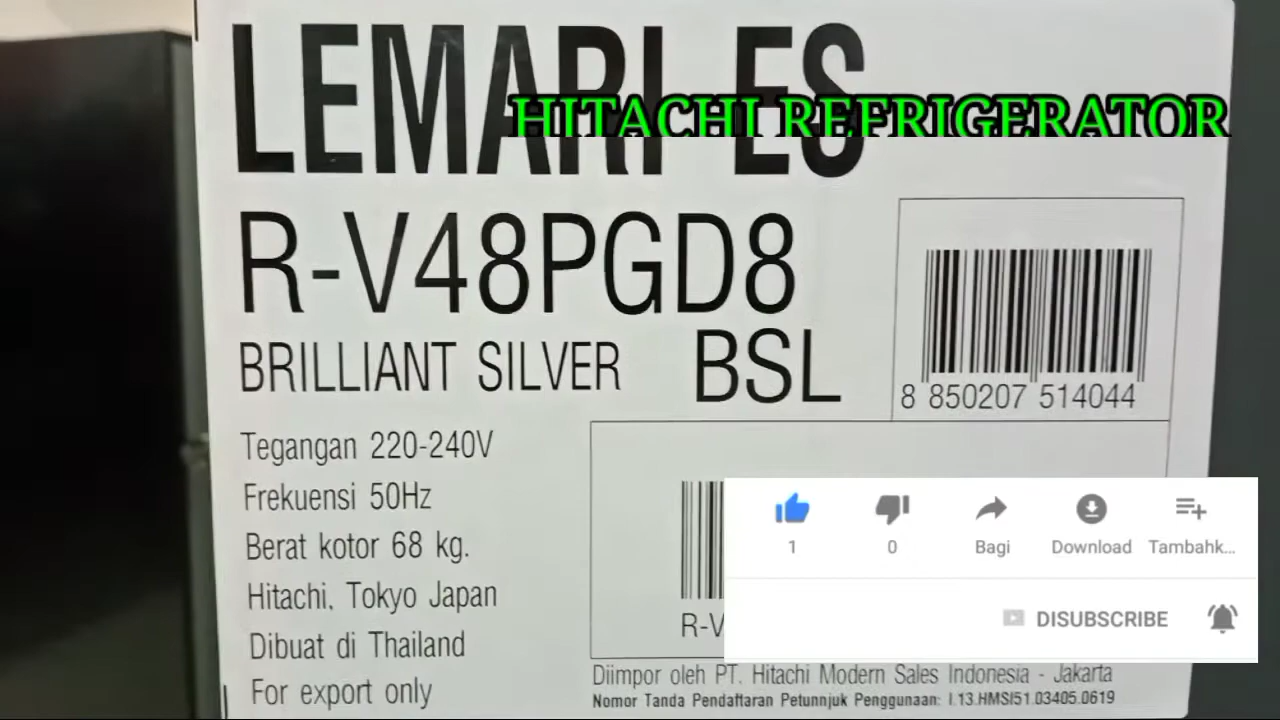 LEMARI ES
HITACHI REFRIGERATOR
R-V48PGD8
BRILLIANT SILVER BSL
8 850207 514044
Tegangan 220-240V
Frekuensi 50Hz
Berat kotor 68 kg.
Hitachi, Tokyo Japan
Dibuat di Thailand
For export only
R-V
1
0
Bagi
Download
Tambahk...
DISUBSCRIBE
Diimpor oleh PT. Hitachi Modern Sales Indonesia - Jakarta
Nomor Tanda Pendaftaran Petunnjuk Penggunaan: I.13.HMSI51.03405.0619